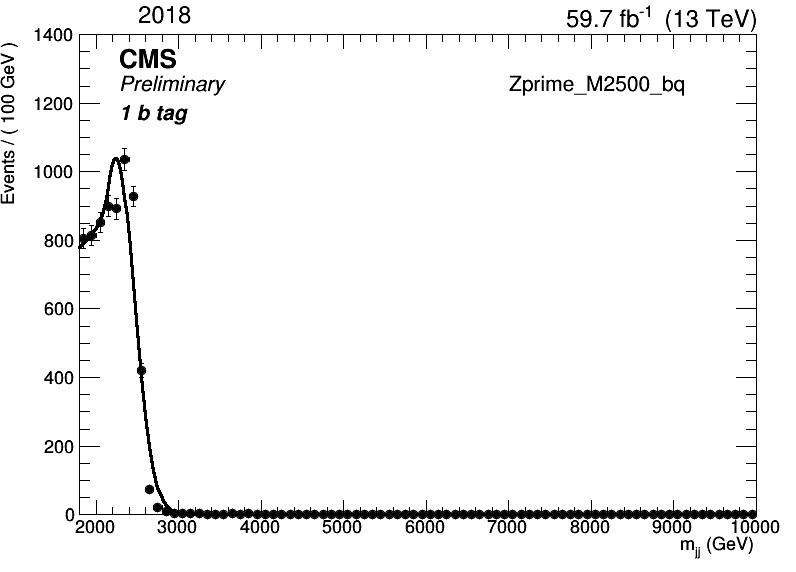 2018
59.7 fb-1 (13 TeV)
CMS
Preliminary
1 b tag
Zprime_M2500_bq
Events / ( 100 GeV )
1400
1200
1000
800
600
400
200
0
2000 3000 4000 5000 6000 7000 8000 9000 10000
mjj (GeV)